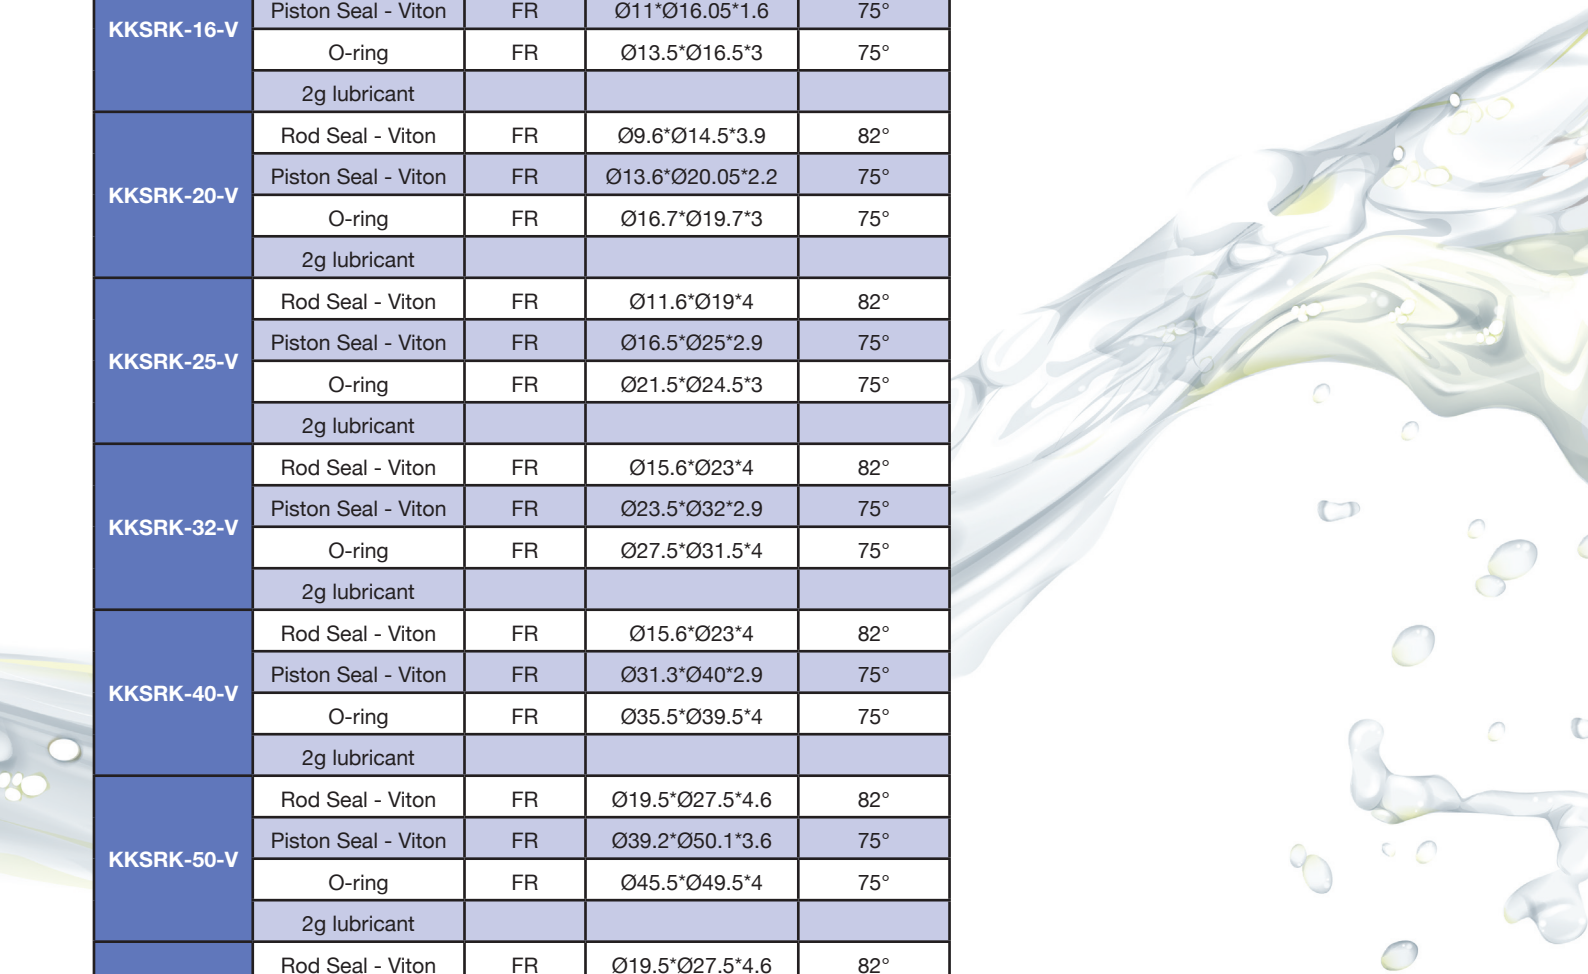 KKSRK-16-V
Piston Seal - Viton FR Ø11*Ø16.05*1.6 75°
O-ring FR Ø13.5*Ø16.5*3 75°
2g lubricant
KKSRK-20-V
Rod Seal - Viton FR Ø9.6*Ø14.5*3.9 82°
Piston Seal - Viton FR Ø13.6*Ø20.05*2.2 75°
O-ring FR Ø16.7*Ø19.7*3 75°
2g lubricant
KKSRK-25-V
Rod Seal - Viton FR Ø11.6*Ø19*4 82°
Piston Seal - Viton FR Ø16.5*Ø25*2.9 75°
O-ring FR Ø21.5*Ø24.5*3 75°
2g lubricant
KKSRK-32-V
Rod Seal - Viton FR Ø15.6*Ø23*4 82°
Piston Seal - Viton FR Ø23.5*Ø32*2.9 75°
O-ring FR Ø27.5*Ø31.5*4 75°
2g lubricant
KKSRK-40-V
Rod Seal - Viton FR Ø15.6*Ø23*4 82°
Piston Seal - Viton FR Ø31.3*Ø40*2.9 75°
O-ring FR Ø35.5*Ø39.5*4 75°
2g lubricant
KKSRK-50-V
Rod Seal - Viton FR Ø19.5*Ø27.5*4.6 82°
Piston Seal - Viton FR Ø39.2*Ø50.1*3.6 75°
O-ring FR Ø45.5*Ø49.5*4 75°
2g lubricant
Rod Seal - Viton FR Ø19.5*Ø27.5*4.6 82°